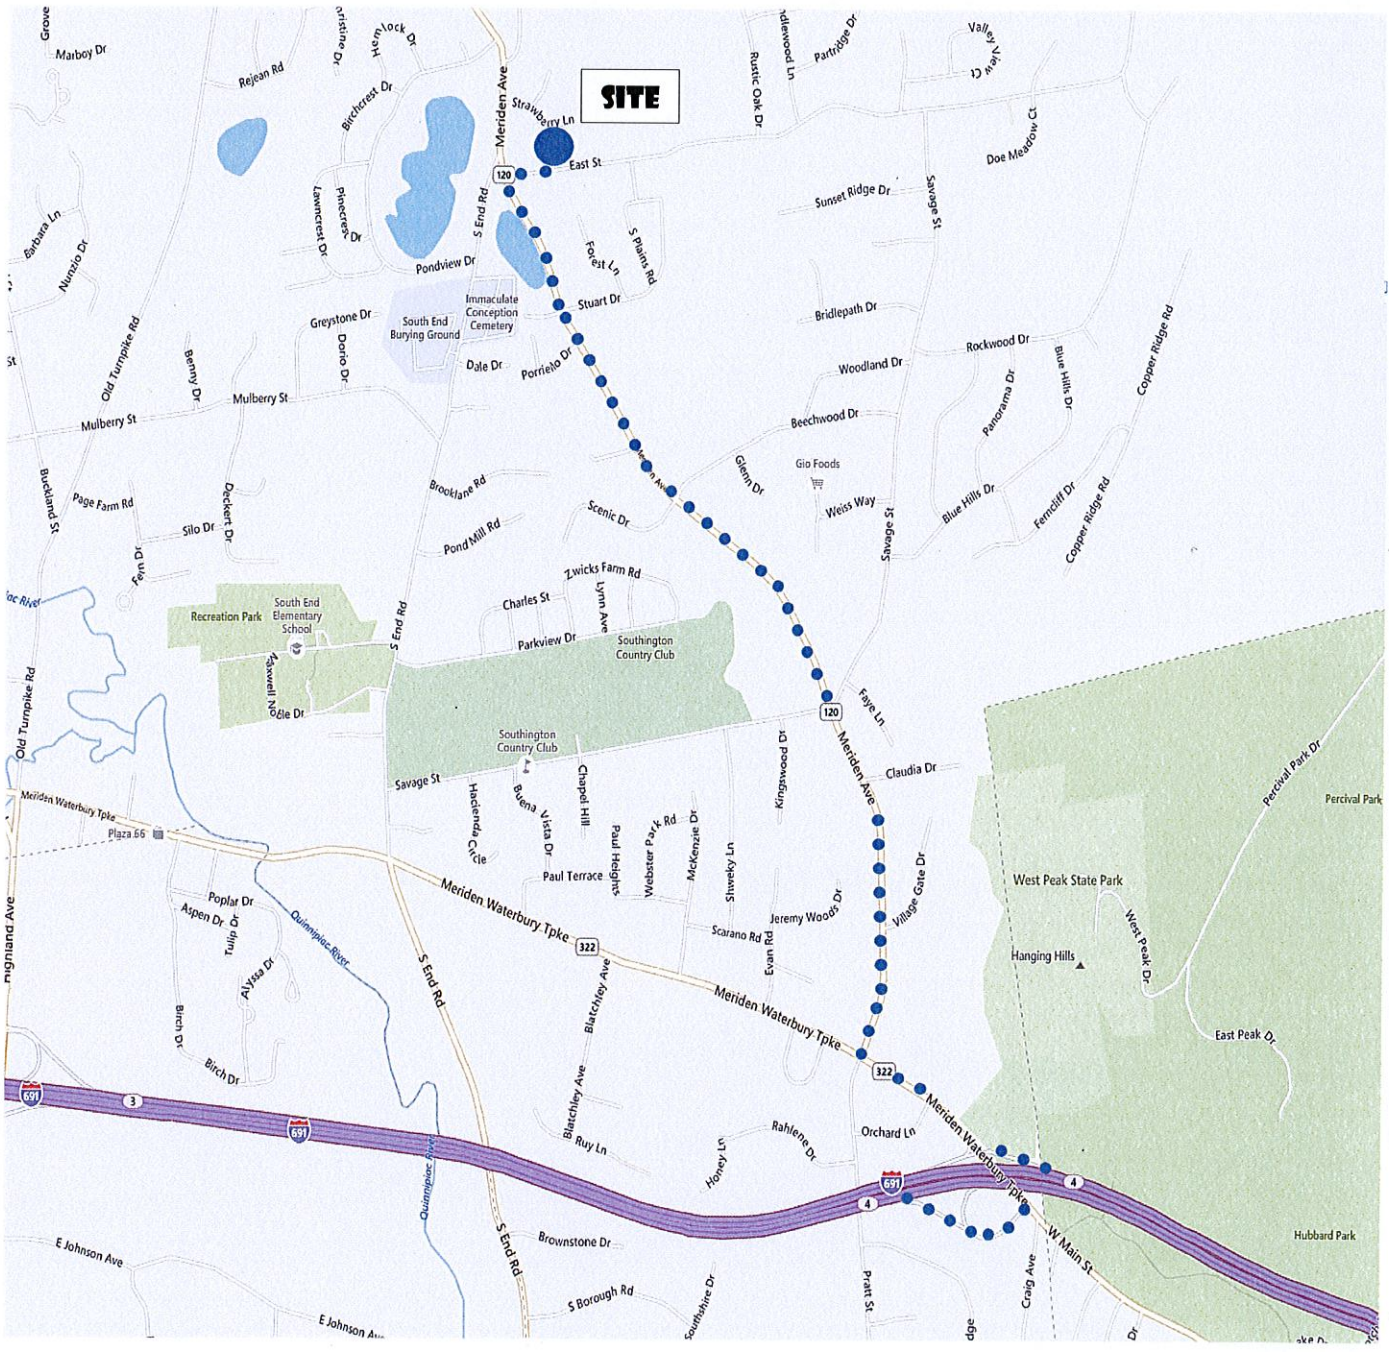 Grove
Marboy Dr
Rejean Rd
Hemlock Dr
Birchcrest Dr
Meriden Ave
Strawberry Ln
SITE
Rustic Oak Dr
Partridge Dr
Valley View Ct
Doe Meadow Ct
East St
120
S End Rd
Lawncrest Dr
Pinecrest Dr
Barbara Ln
Nunzio Dr
Pondview Dr
Forest Ln
S Plains Rd
Sunset Ridge Dr
Savage St
Immaculate
Conception
Cemetery
South End
Burying Ground
Stuart Dr
Greystone Dr
Dorio Dr
Dale Dr
Porriello Dr
Old Turnpike Rd
Benny Dr
Bridlepath Dr
Woodland Dr
Rockwood Dr
Blue Hills Dr
Panorama Dr
Copper Ridge Rd
St
Mulberry St
Mulberry St
Beechwood Dr
Buckland St
Page Farm Rd
Silo Dr
Deckert Dr
Fern Dr
Brooklane Rd
Pond Mill Rd
Scenic Dr
Glenn Dr
Gio Foods
Weiss Way
Savage St
Blue Hills Dr
Ferncliff Dr
Copper Ridge Rd
Zwicks Farm Rd
Charles St
Lynn Ave
Parkview Dr
Southington
Country Club
Recreation Park
South End
Elementary
School
S End Rd
Maxwell Noble Dr
Old Turnpike Rd
120
Faye Ln
Meriden Ave
Claudia Dr
Kingswood Dr
Southington
Country Club
Savage St
Hacienda Circle
Buena Vista Dr
Chapel Hill
Paul Heights
Paul Terrace
Webster Park Rd
McKenzie Dr
Shweky Ln
Scarano Rd
Evan Rd
Jeremy Woods Dr
Village Gate Dr
Meriden Waterbury Tpke
Plaza 66
Poplar Dr
Aspen Dr
Tulip Dr
Alyssa Dr
Quinnipiac River
Highland Ave
Birch Dr
Birch Dr
S End Rd
Meriden Waterbury Tpke
322
Blatchley Ave
Blatchley Ave
Meriden Waterbury Tpke
322
Percival Park Dr
Percival Park
West Peak State Park
Hanging Hills
West Peak Dr
East Peak Dr
691
3
691
Quinnipiac River
Ruy Ln
Honey Ln
Rahlene Dr
Orchard Ln
Meriden Waterbury Tpke
691
4
4
W Main St
Hubbard Park
Craig Ave
Pratt St
E Johnson Ave
E Johnson Av
S End Rd
Brownstone Dr
S Borough Rd
Southshire Dr
Dr